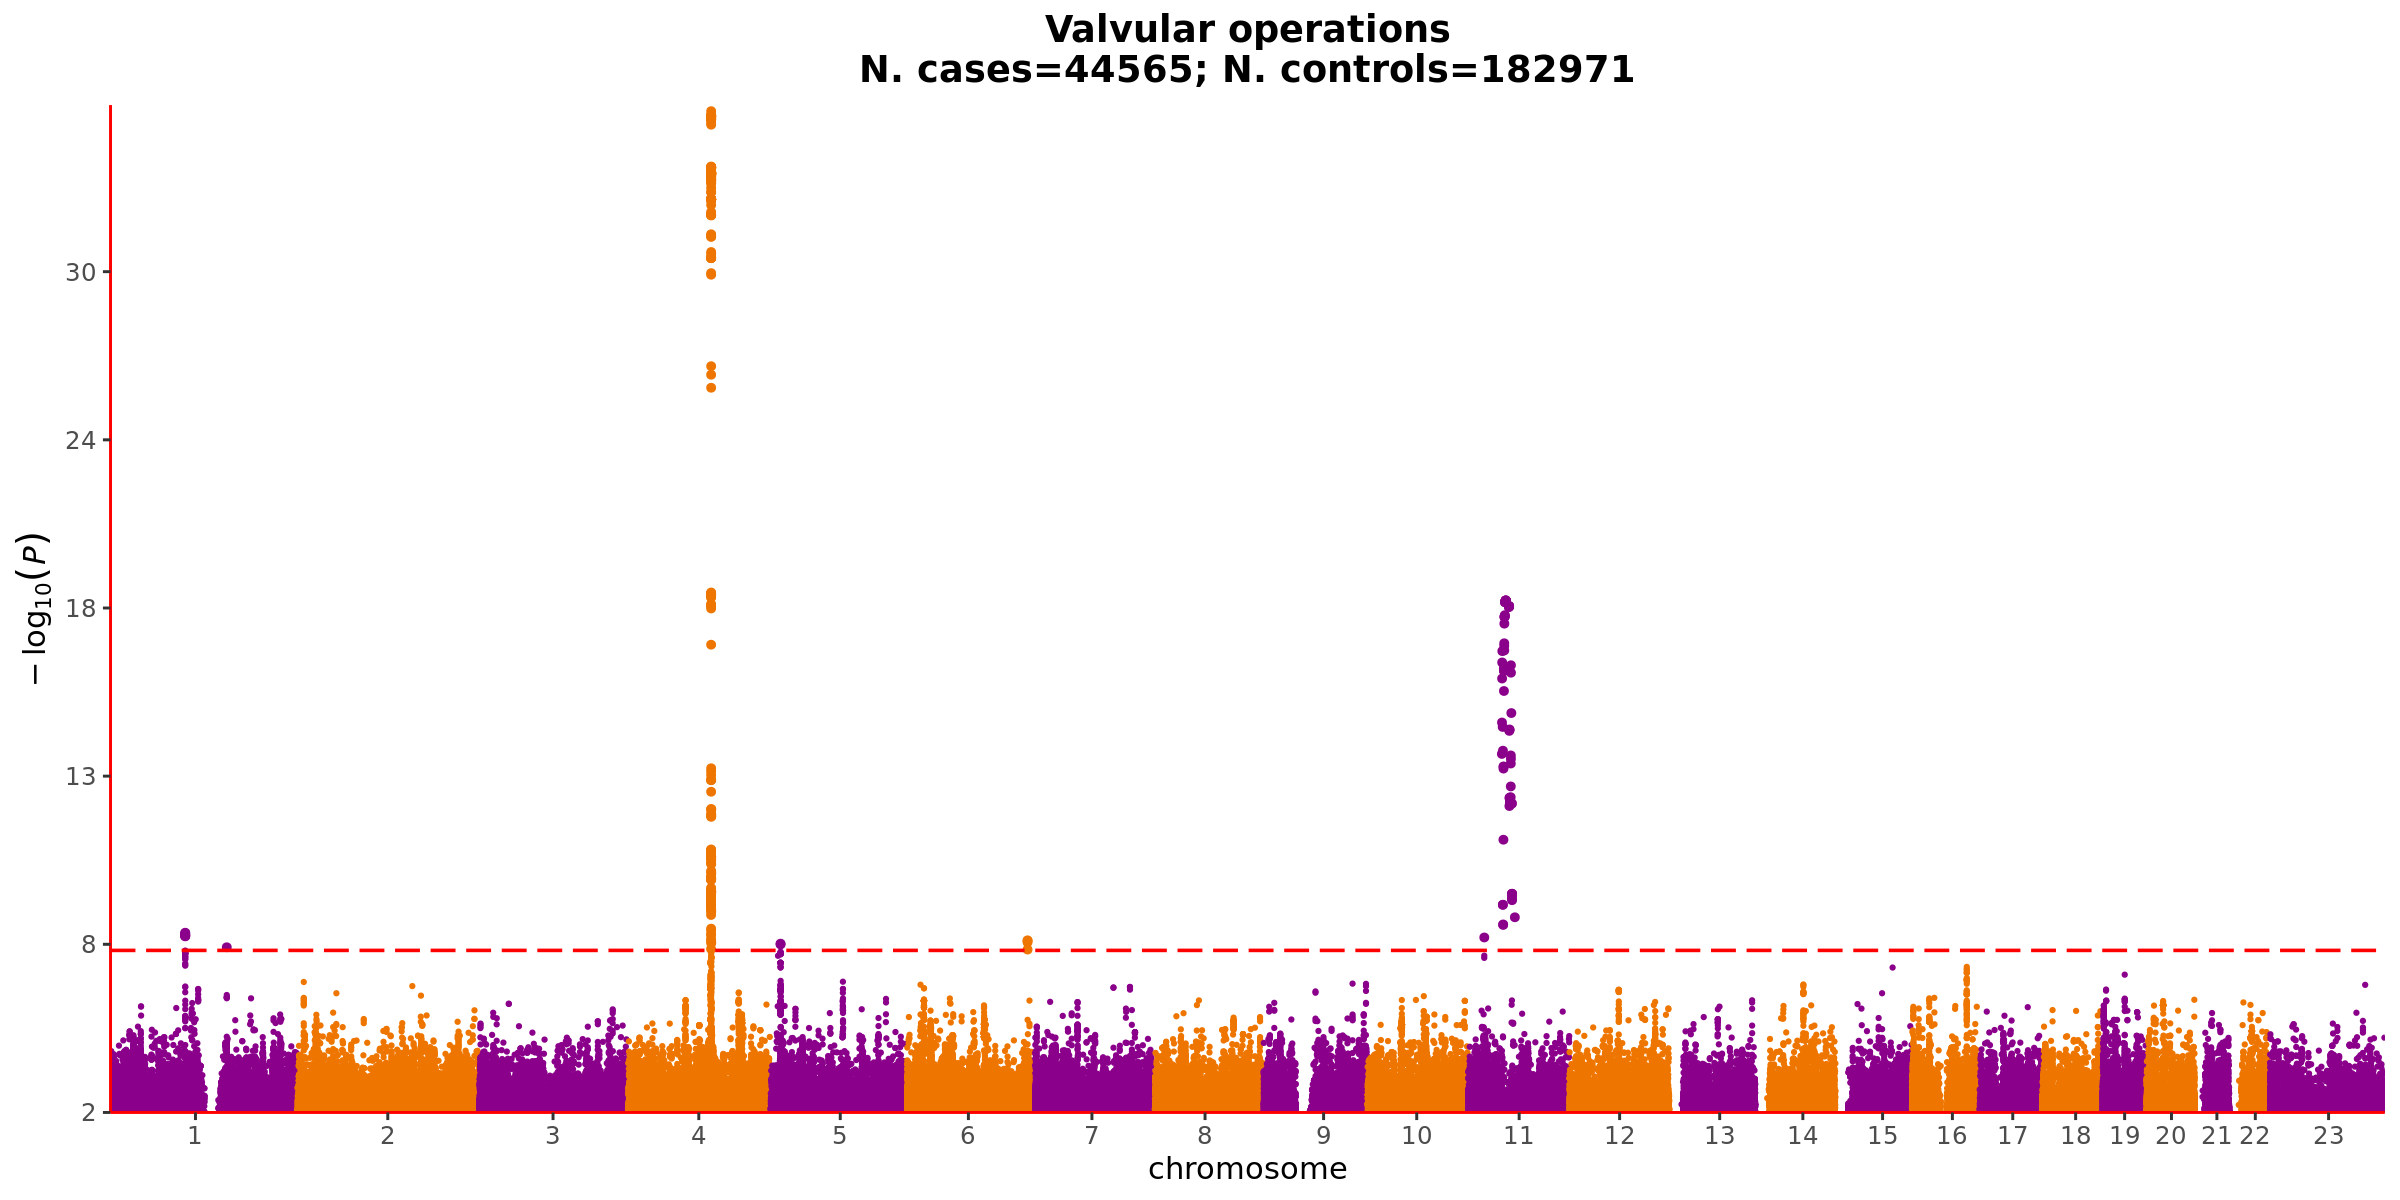 Valvular operations
N. cases=44565; N. controls=182971
30
24
18
13
8
2
−log10(P)
1 2 3 4 5 6 7 8 9 10 11 12 13 14 15 16 17 18 19 20 21 22 23
chromosome